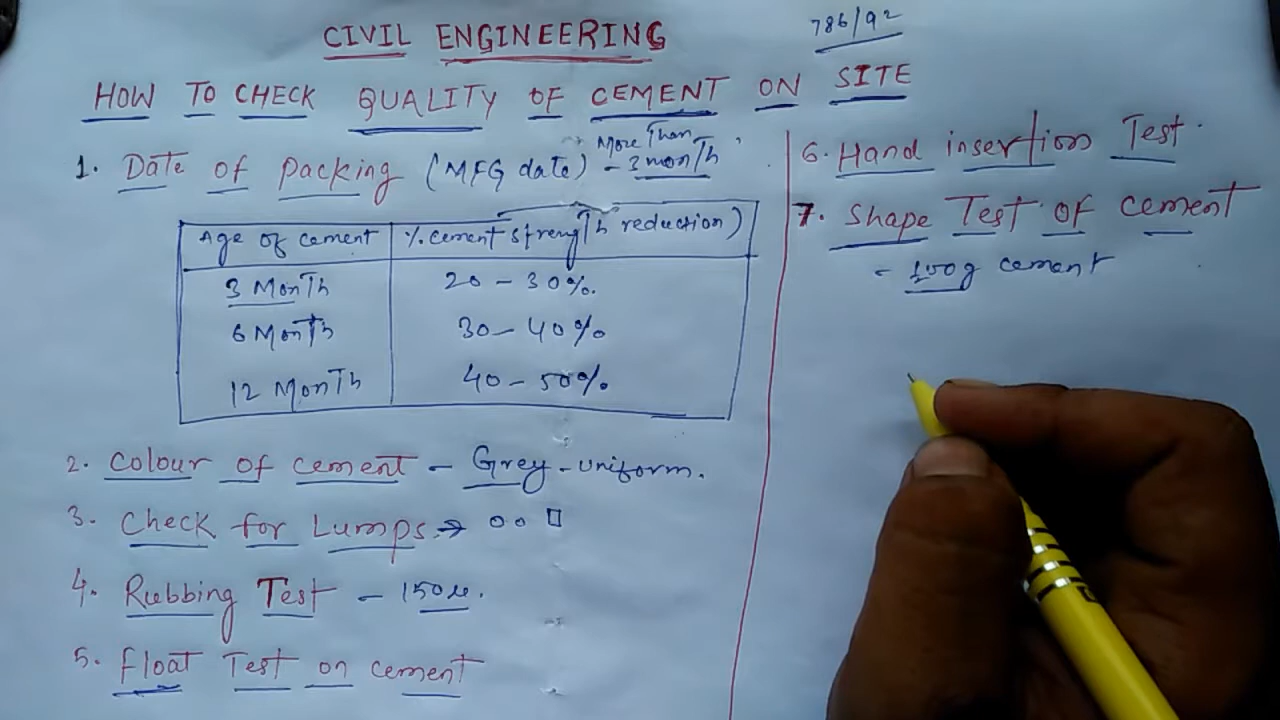 786/92
CIVIL ENGINEERING
HOW TO CHECK QUALITY OF CEMENT ON SITE
1. Date of Packing (MFG date) - More Than 3 month
Age of cement % cement strength reduction)
3 MonTh 20 - 30%.
6 MonTh 30 - 40%
12 MonTh 40 - 50%
2. Colour of cement - Grey - uniform.
3. Check for Lumps →
4. Rubbing Test - 150μ.
5. Float Test on cement
6. Hand insertion Test.
7. Shape Test OF cement
- 100g cement